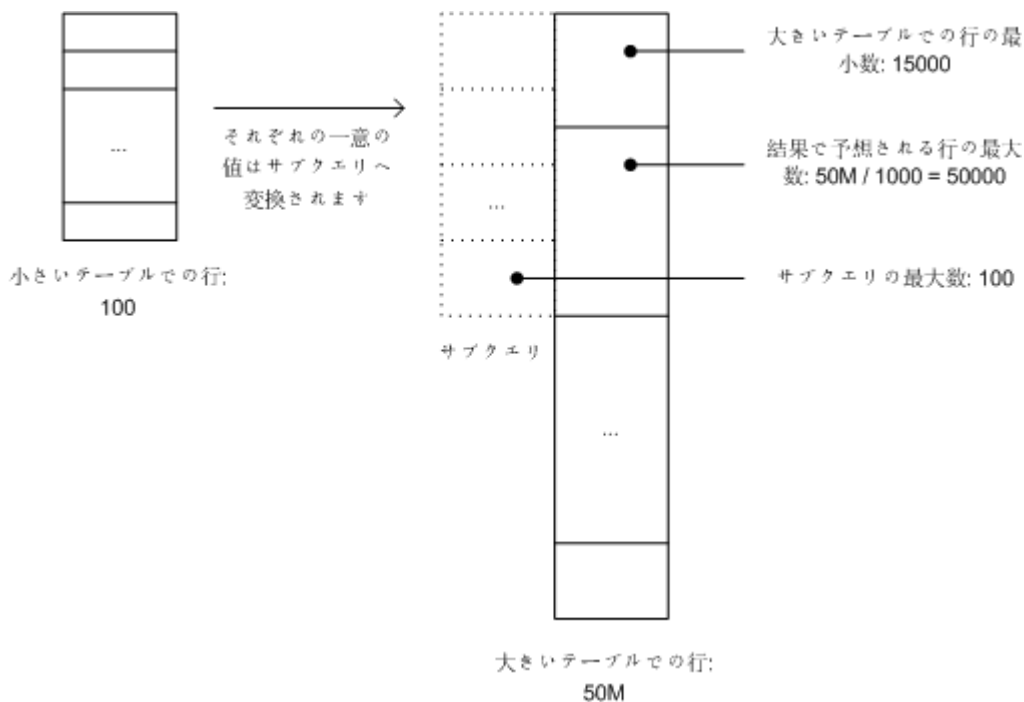 大きいテーブルでの行の最
小数: 15000
それぞれの一意の
値はサブクエリへ
変換されます
...
結果で予想される行の最大
数: 50M / 1000 = 50000
...
小さいテーブルでの行:
100
サブクエリの最大数: 100
サブクエリ
...
大きいテーブルでの行:
50M